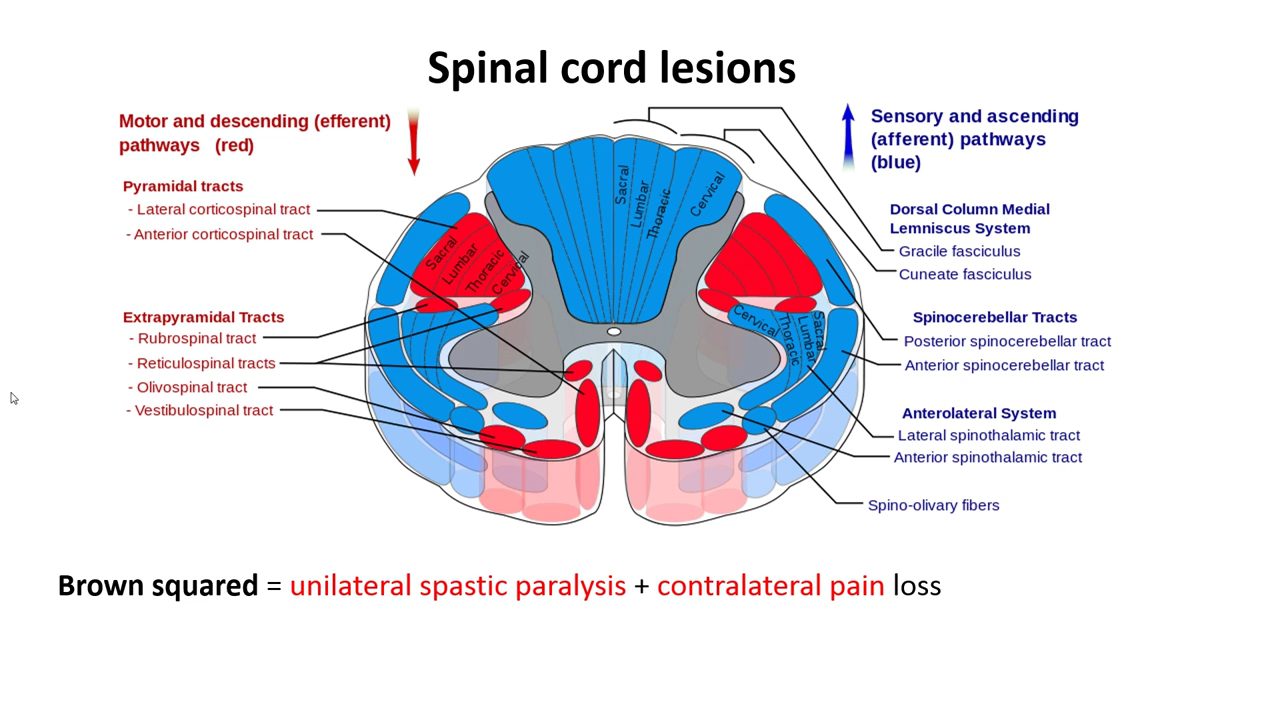 Spinal cord lesions
Motor and descending (efferent)
pathways (red)
Pyramidal tracts
- Lateral corticospinal tract
- Anterior corticospinal tract
Extrapyramidal Tracts
- Rubrospinal tract
- Reticulospinal tracts
- Olivospinal tract
- Vestibulospinal tract
Sacral
Lumbar
Thoracic
Cervical
Sacral
Lumbar
Thoracic
Cervical
Cervical
Thoracic
Lumbar
Sacral
Sensory and ascending
(afferent) pathways
(blue)
Dorsal Column Medial
Lemniscus System
Gracile fasciculus
Cuneate fasciculus
Spinocerebellar Tracts
Posterior spinocerebellar tract
Anterior spinocerebellar tract
Anterolateral System
Lateral spinothalamic tract
Anterior spinothalamic tract
Spino-olivary fibers
Brown squared = unilateral spastic paralysis + contralateral pain loss